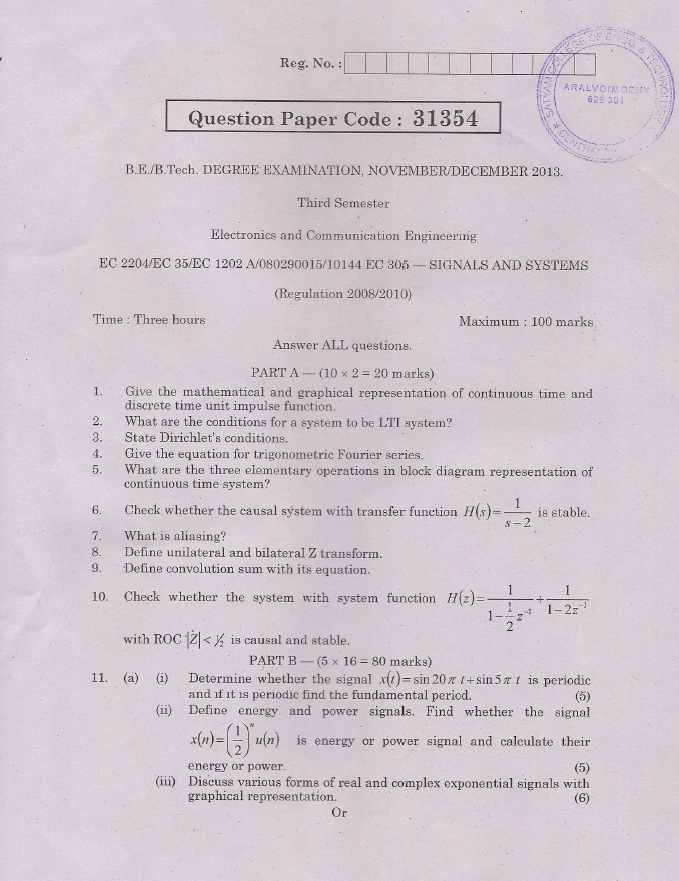 Reg. No. :
SATYAM COLLEGE OF ENGG. & TECHNOLOGY
ARALVOIMOZHY
629 301
Question Paper Code : 31354
B.E./B.Tech. DEGREE EXAMINATION, NOVEMBER/DECEMBER 2013.
Third Semester
Electronics and Communication Engineering
EC 2204/EC 35/EC 1202 A/080290015/10144 EC 305 — SIGNALS AND SYSTEMS
(Regulation 2008/2010)
Time : Three hours Maximum : 100 marks
Answer ALL questions.
PART A — (10 × 2 = 20 marks)
1. Give the mathematical and graphical representation of continuous time and
discrete time unit impulse function.
2. What are the conditions for a system to be LTI system?
3. State Dirichlet's conditions.
4. Give the equation for trigonometric Fourier series.
5. What are the three elementary operations in block diagram representation of
continuous time system?
6. Check whether the causal system with transfer function H(s)=1/(s−2) is stable.
7. What is aliasing?
8. Define unilateral and bilateral Z transform.
9. Define convolution sum with its equation.
10. Check whether the system with system function H(z)=1/(1−½z⁻¹)+1/(1−2z⁻¹)
with ROC |Z|<½ is causal and stable.
PART B — (5 × 16 = 80 marks)
11. (a) (i) Determine whether the signal x(t)=sin20π t+sin5π t is periodic
and if it is periodic find the fundamental period. (5)
(ii) Define energy and power signals. Find whether the signal
x(n)=(1/2)ⁿ u(n) is energy or power signal and calculate their
energy or power. (5)
(iii) Discuss various forms of real and complex exponential signals with
graphical representation. (6)
Or